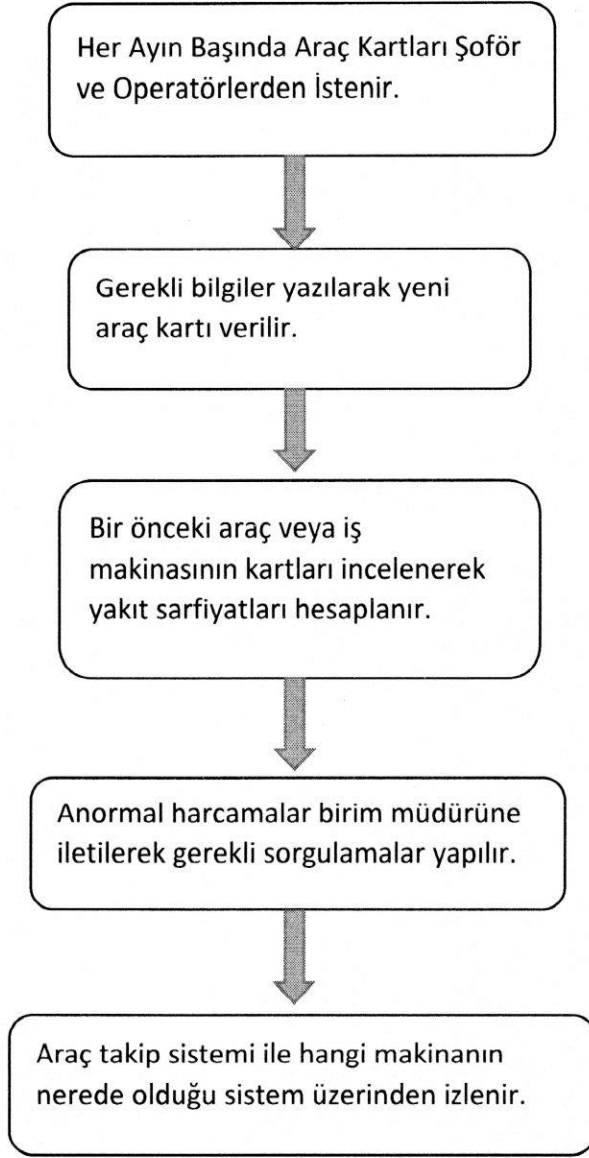 Her Ayın Başında Araç Kartları Şoför
ve Operatörlerden İstenir.
Gerekli bilgiler yazılarak yeni
araç kartı verilir.
Bir önceki araç veya iş
makinasının kartları incelenerek
yakıt sarfiyatları hesaplanır.
Anormal harcamalar birim müdürüne
iletilerek gerekli sorgulamalar yapılır.
Araç takip sistemi ile hangi makinanın
nerede olduğu sistem üzerinden izlenir.